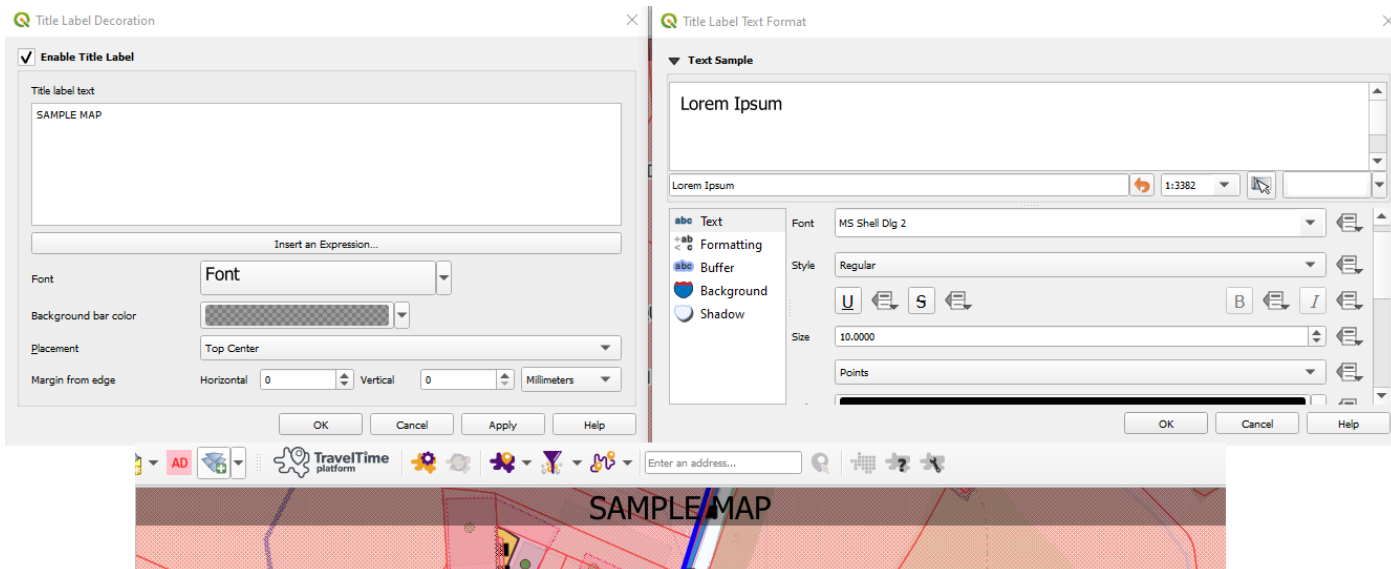 Title Label Decoration
Enable Title Label
Title label text
SAMPLE MAP
Insert an Expression...
Font
Font
Background bar color
Placement
Top Center
Margin from edge
Horizontal
0
Vertical
0
Millimeters
OK
Cancel
Apply
Help
Title Label Text Format
Text Sample
Lorem Ipsum
Lorem Ipsum
1:3382
abc Text
+ab < c Formatting
abc Buffer
Background
Shadow
Font
MS Shell Dlg 2
Style
Regular
U
S
B
I
Size
10.0000
Points
OK
Cancel
Help
AD
TravelTime
platform
Enter an address...
?
SAMPLE MAP